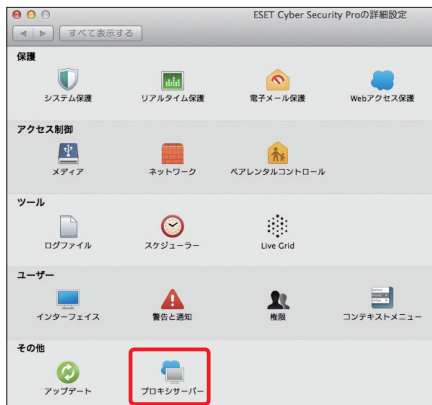 ESET Cyber Security Proの詳細設定
すべて表示する
保護
システム保護 リアルタイム保護 電子メール保護 Webアクセス保護
アクセス制御
メディア ネットワーク ペアレンタルコントロール
ツール
ログファイル スケジューラー Live Grid
ユーザー
インターフェイス 警告と通知 権限 コンテキストメニュー
その他
アップデート プロキシサーバー